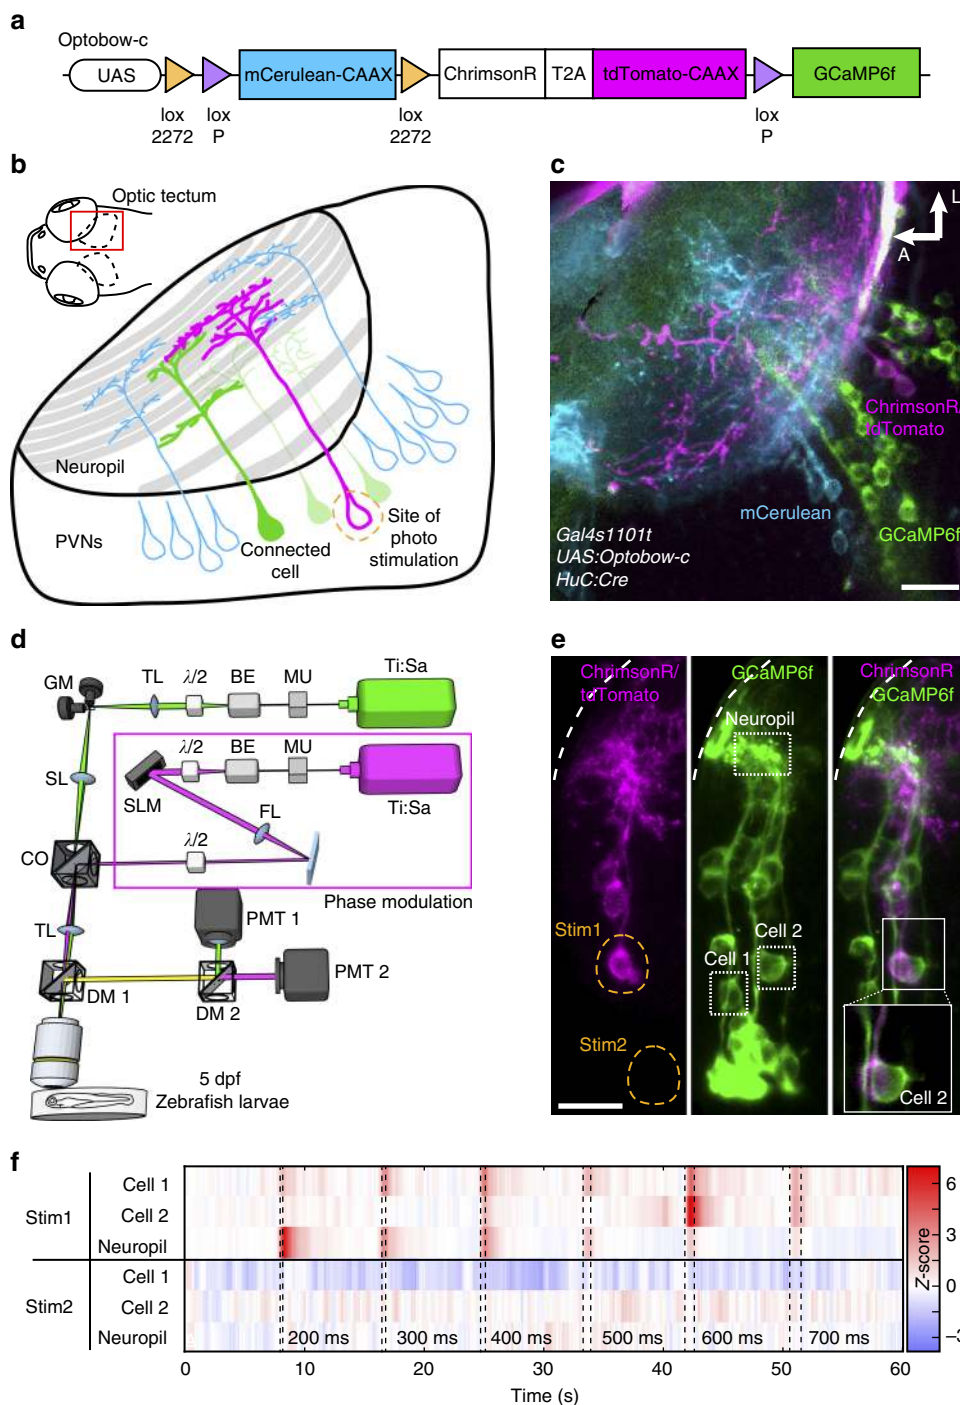 a
Optobow-c
UAS
mCerulean-CAAX
ChrimsonR
T2A
tdTomato-CAAX
GCaMP6f
lox
2272
lox
P
lox
2272
lox
P
b
Optic tectum
Neuropil
PVNs
Connected
cell
Site of
photo
stimulation
c
L
A
ChrimsonR/
tdTomato
mCerulean
GCaMP6f
Gal4s1101t
UAS:Optobow-c
HuC:Cre
d
GM
TL
λ/2
BE
MU
Ti:Sa
SL
λ/2
BE
MU
Ti:Sa
SLM
FL
CO
λ/2
Phase modulation
TL
PMT 1
PMT 2
DM 1
DM 2
5 dpf
Zebrafish larvae
e
ChrimsonR/
tdTomato
GCaMP6f
ChrimsonR
GCaMP6f
Neuropil
Stim1
Cell 2
Cell 1
Stim2
Cell 2
f
Stim1
Cell 1
Cell 2
Neuropil
Stim2
Cell 1
Cell 2
Neuropil
200 ms
300 ms
400 ms
500 ms
600 ms
700 ms
0
10
20
30
40
50
60
Time (s)
6
3
0
–3
Z-score